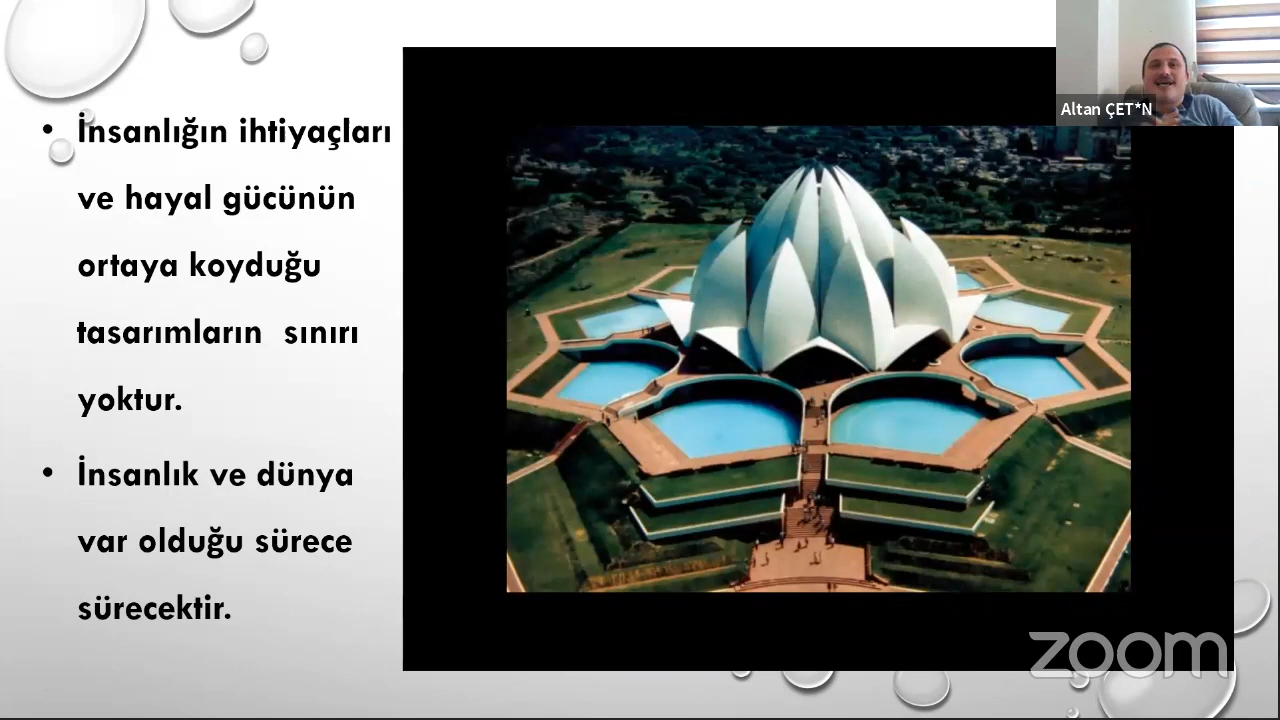 • İnsanlığın ihtiyaçları
ve hayal gücünün
ortaya koyduğu
tasarımların sınırı
yoktur.
• İnsanlık ve dünya
var olduğu sürece
sürecektir.
Altan ÇET*N
zoom